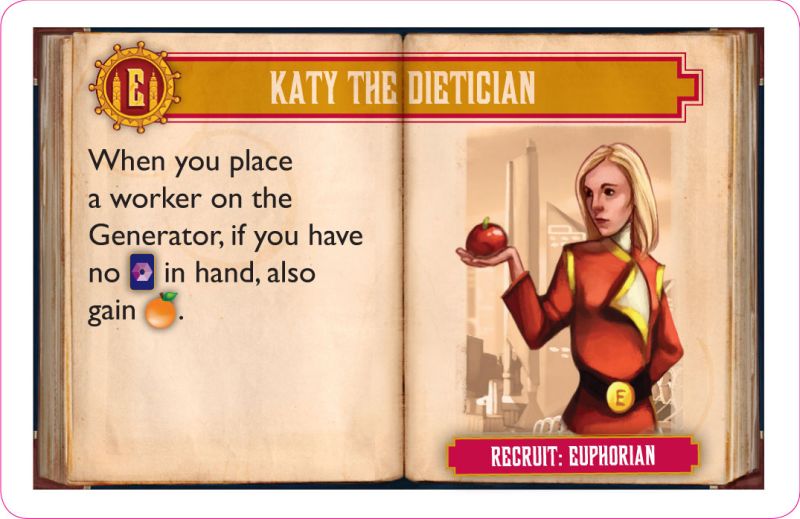 E
KATY THE DIETICIAN
When you place
a worker on the
Generator, if you have
no in hand, also
gain .
E
RECRUIT: EUPHORIAN